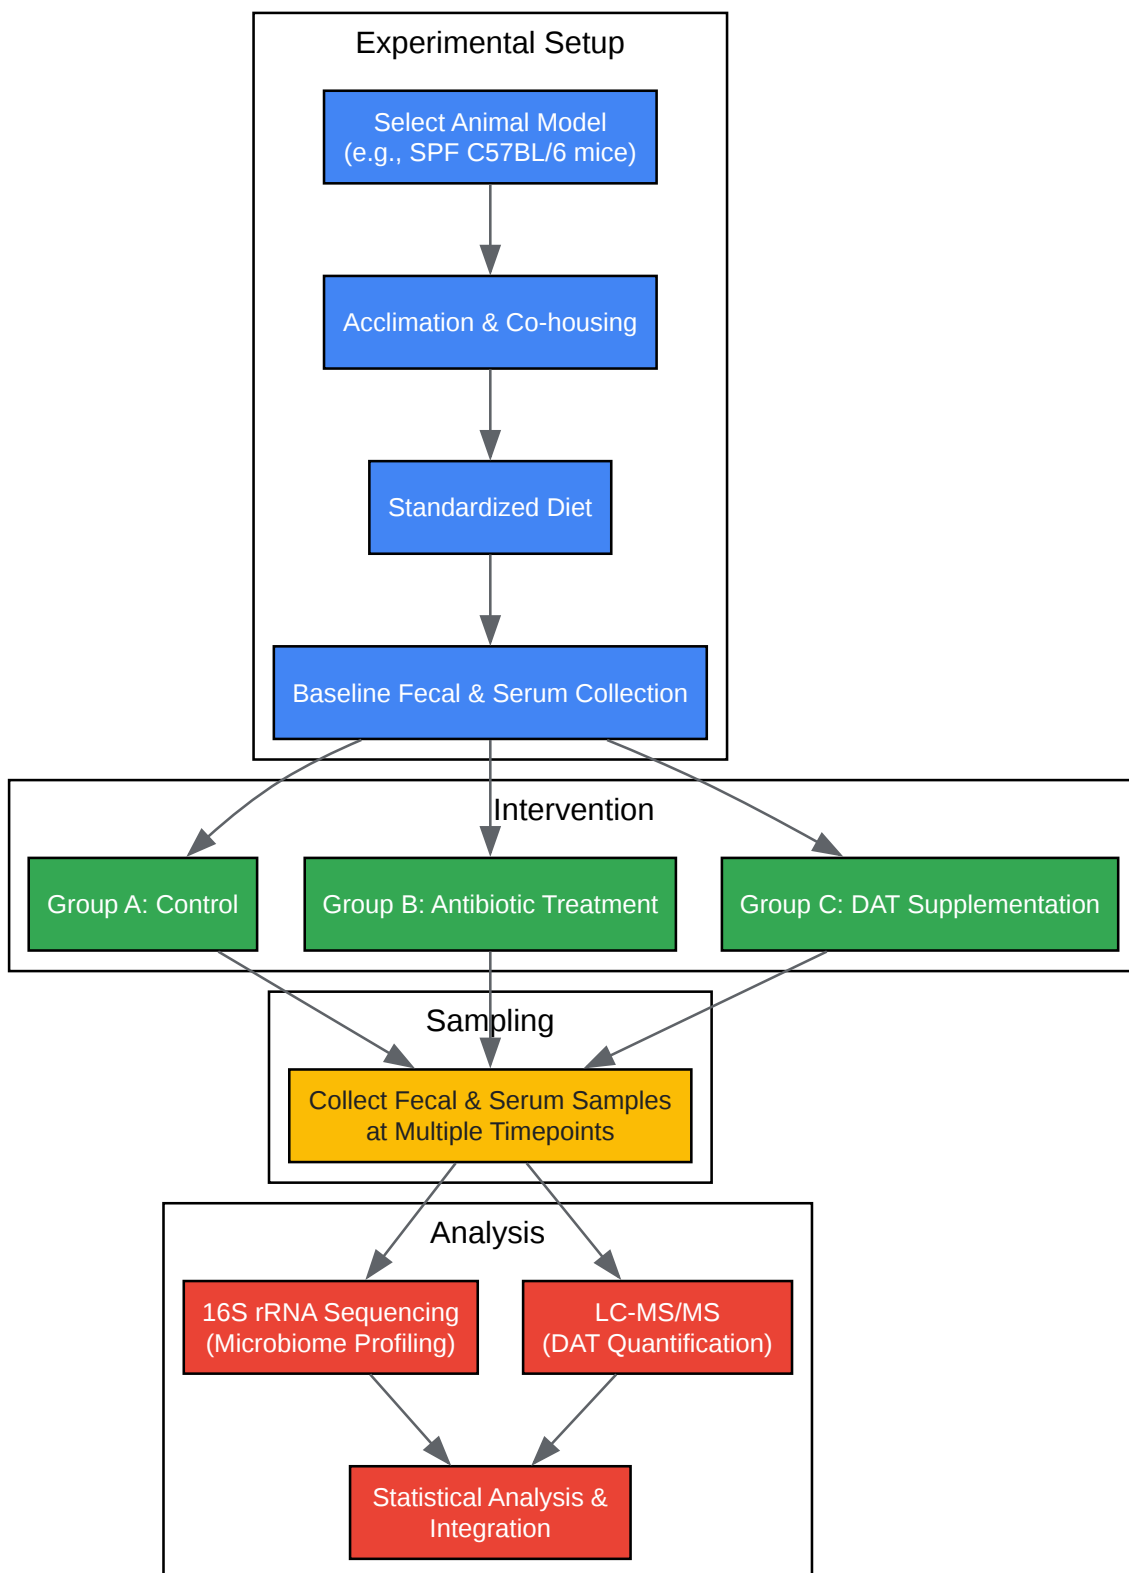 Experimental Setup
Select Animal Model
(e.g., SPF C57BL/6 mice)
Acclimation & Co-housing
Standardized Diet
Baseline Fecal & Serum Collection
Intervention
Group A: Control
Group B: Antibiotic Treatment
Group C: DAT Supplementation
Sampling
Collect Fecal & Serum Samples
at Multiple Timepoints
Analysis
16S rRNA Sequencing
(Microbiome Profiling)
LC-MS/MS
(DAT Quantification)
Statistical Analysis &
Integration